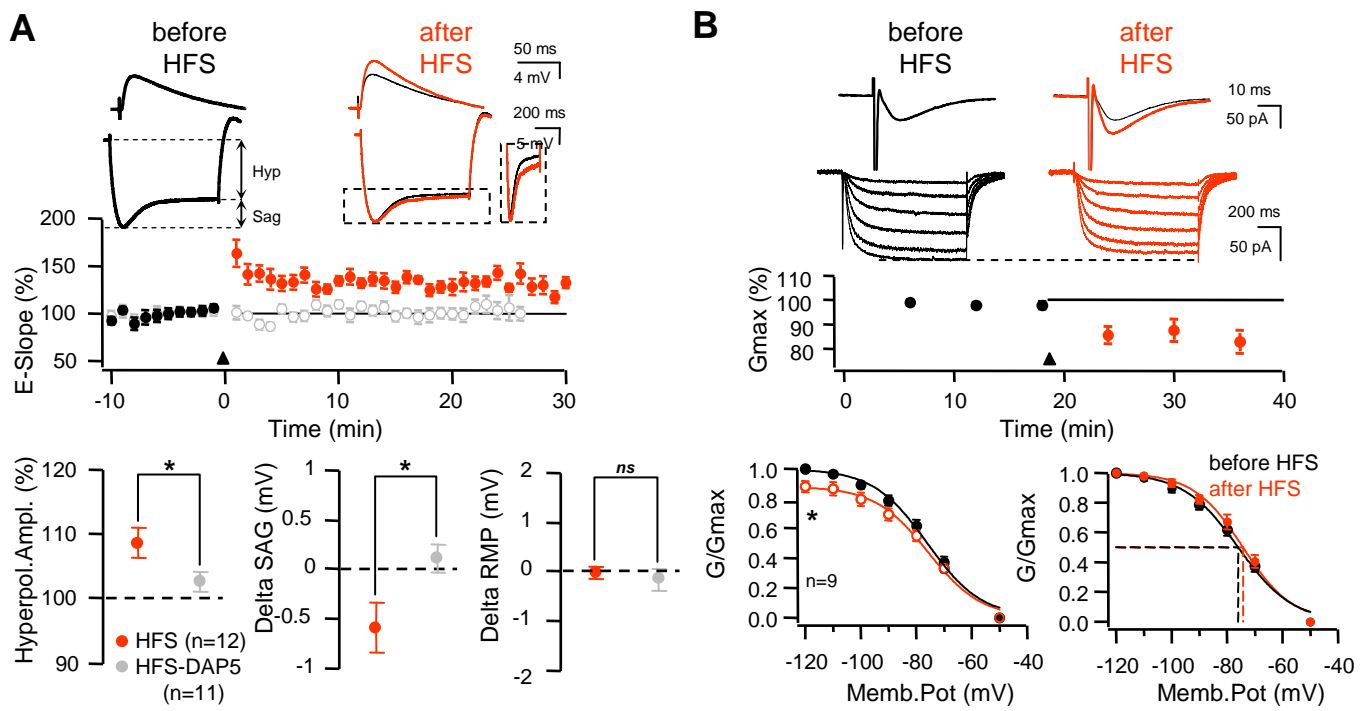 A
before
HFS
after
HFS
50 ms
4 mV
200 ms
5 mV
Hyp
Sag
200
150
100
50
E-Slope (%)
-10
0
10
20
30
Time (min)
Hyperpol.Ampl. (%)
120
110
100
90
*
HFS (n=12)
HFS-DAP5
(n=11)
Delta SAG (mV)
1
0.5
0
-0.5
-1
*
Delta RMP (mV)
2
1
0
-1
-2
ns
B
before
HFS
after
HFS
10 ms
50 pA
200 ms
50 pA
Gmax (%)
110
100
90
80
0
10
20
30
40
Time (min)
G/Gmax
1.0
0.8
0.6
0.4
0.2
0.0
*
n=9
-120
-100
-80
-60
-40
Memb.Pot (mV)
G/Gmax
1.0
0.8
0.6
0.4
0.2
0.0
before HFS
after HFS
-120
-100
-80
-60
-40
Memb.Pot (mV)